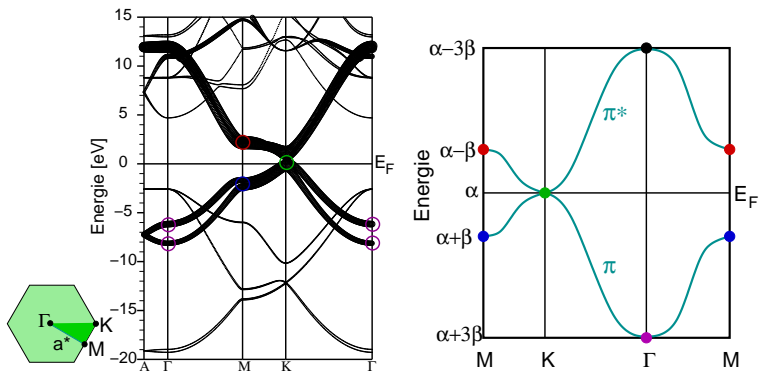 15
10
5
0
−5
−10
−15
−20
Energie [eV]
E_F
A Γ M K Γ
Γ
K
M
a*
α−3β
α−β
α
α+β
α+3β
Energie
π*
π
E_F
M K Γ M